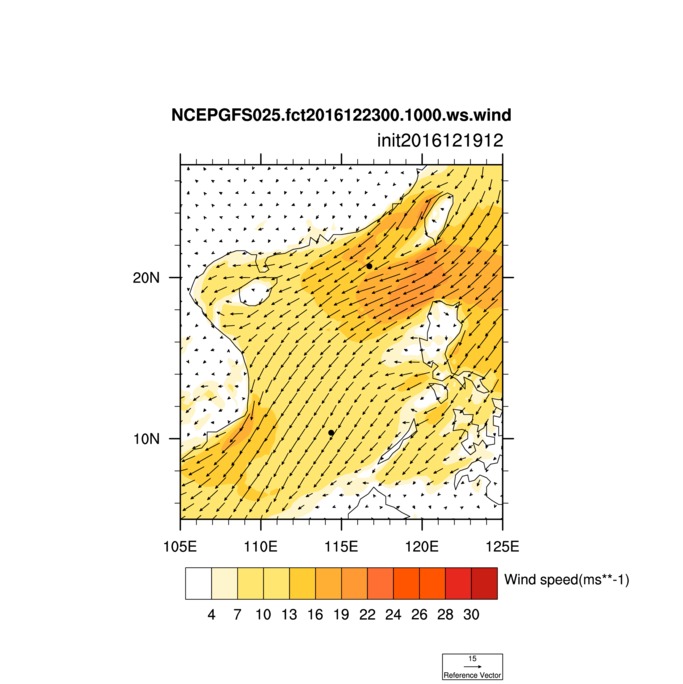 NCEPGFS025.fct2016122300.1000.ws.wind
init2016121912
20N
10N
105E 110E 115E 120E 125E
Wind speed(ms**-1)
4 7 10 13 16 19 22 24 26 28 30
15
Reference Vector